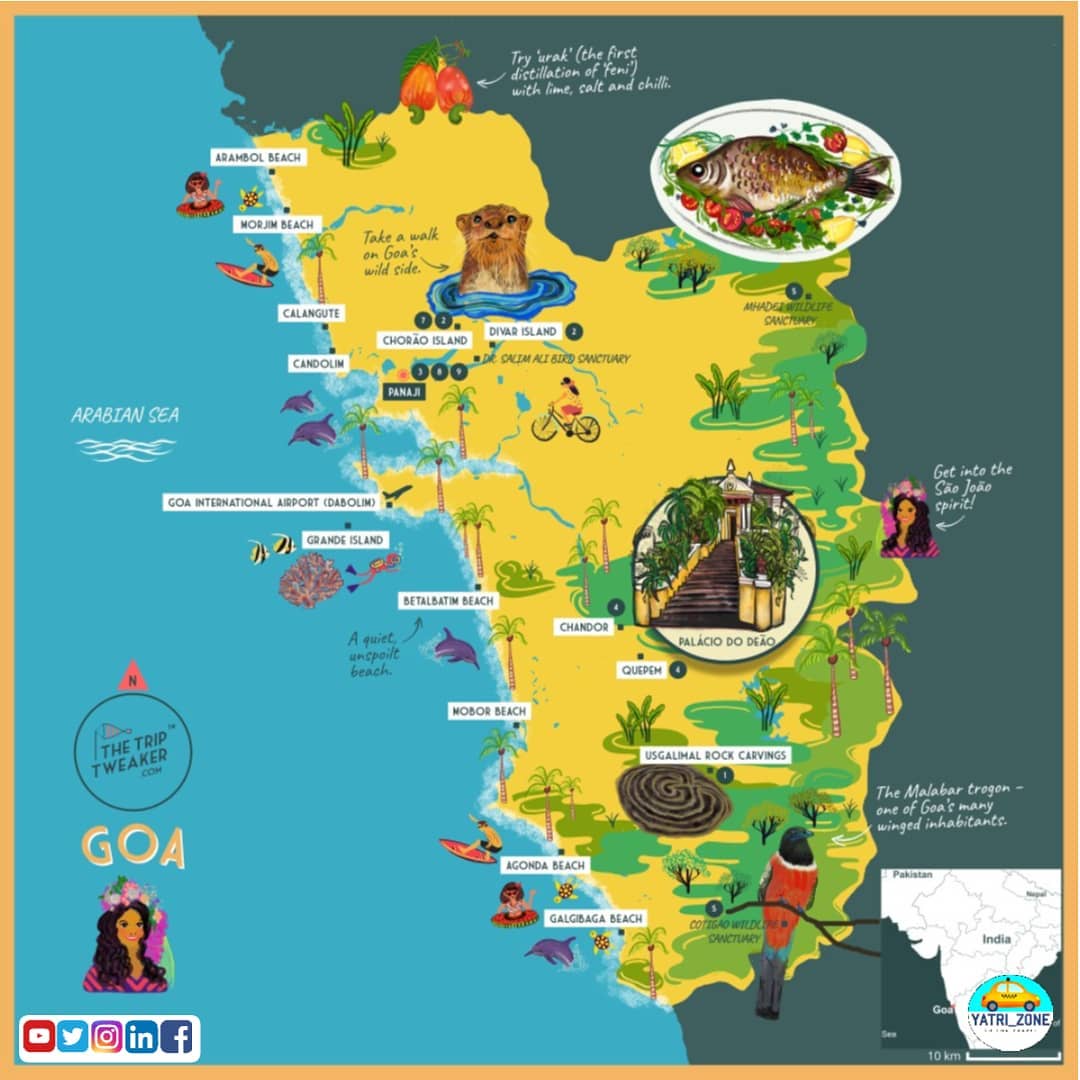 Try 'urak' (the first
distillation of 'feni')
with lime, salt and chilli.
ARAMBOL BEACH
MORJIM BEACH
Take a walk
on Goa's
wild side.
5
MHADEI WILDLIFE
SANCTUARY
CALANGUTE
7 2
CHORÃO ISLAND
DIVAR ISLAND 2
DR. SALIM ALI BIRD SANCTUARY
CANDOLIM
3 8 9
PANAJI
ARABIAN SEA
Get into the
São João
spirit!
GOA INTERNATIONAL AIRPORT (DABOLIM)
GRANDE ISLAND
BETALBATIM BEACH
4
CHANDOR
PALÁCIO DO DEÃO
A quiet,
unspoilt
beach.
QUEPEM 4
N
THE TRIP™
TWEAKER
.COM
MOBOR BEACH
USGALIMAL ROCK CARVINGS
1
The Malabar trogon –
one of Goa's many
winged inhabitants.
GOA
AGONDA BEACH
GALGIBAGA BEACH
5
COTIGAO WILDLIFE
SANCTUARY
Pakistan
Nepal
India
Goa
YATRI_ZONE
Sea
of
10 km
in
f